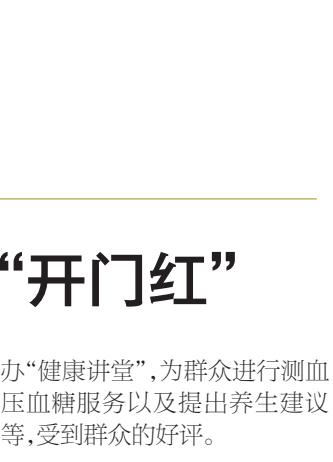 “开门红”
办“健康讲堂”,为群众进行测血
压血糖服务以及提出养生建议
等,受到群众的好评。